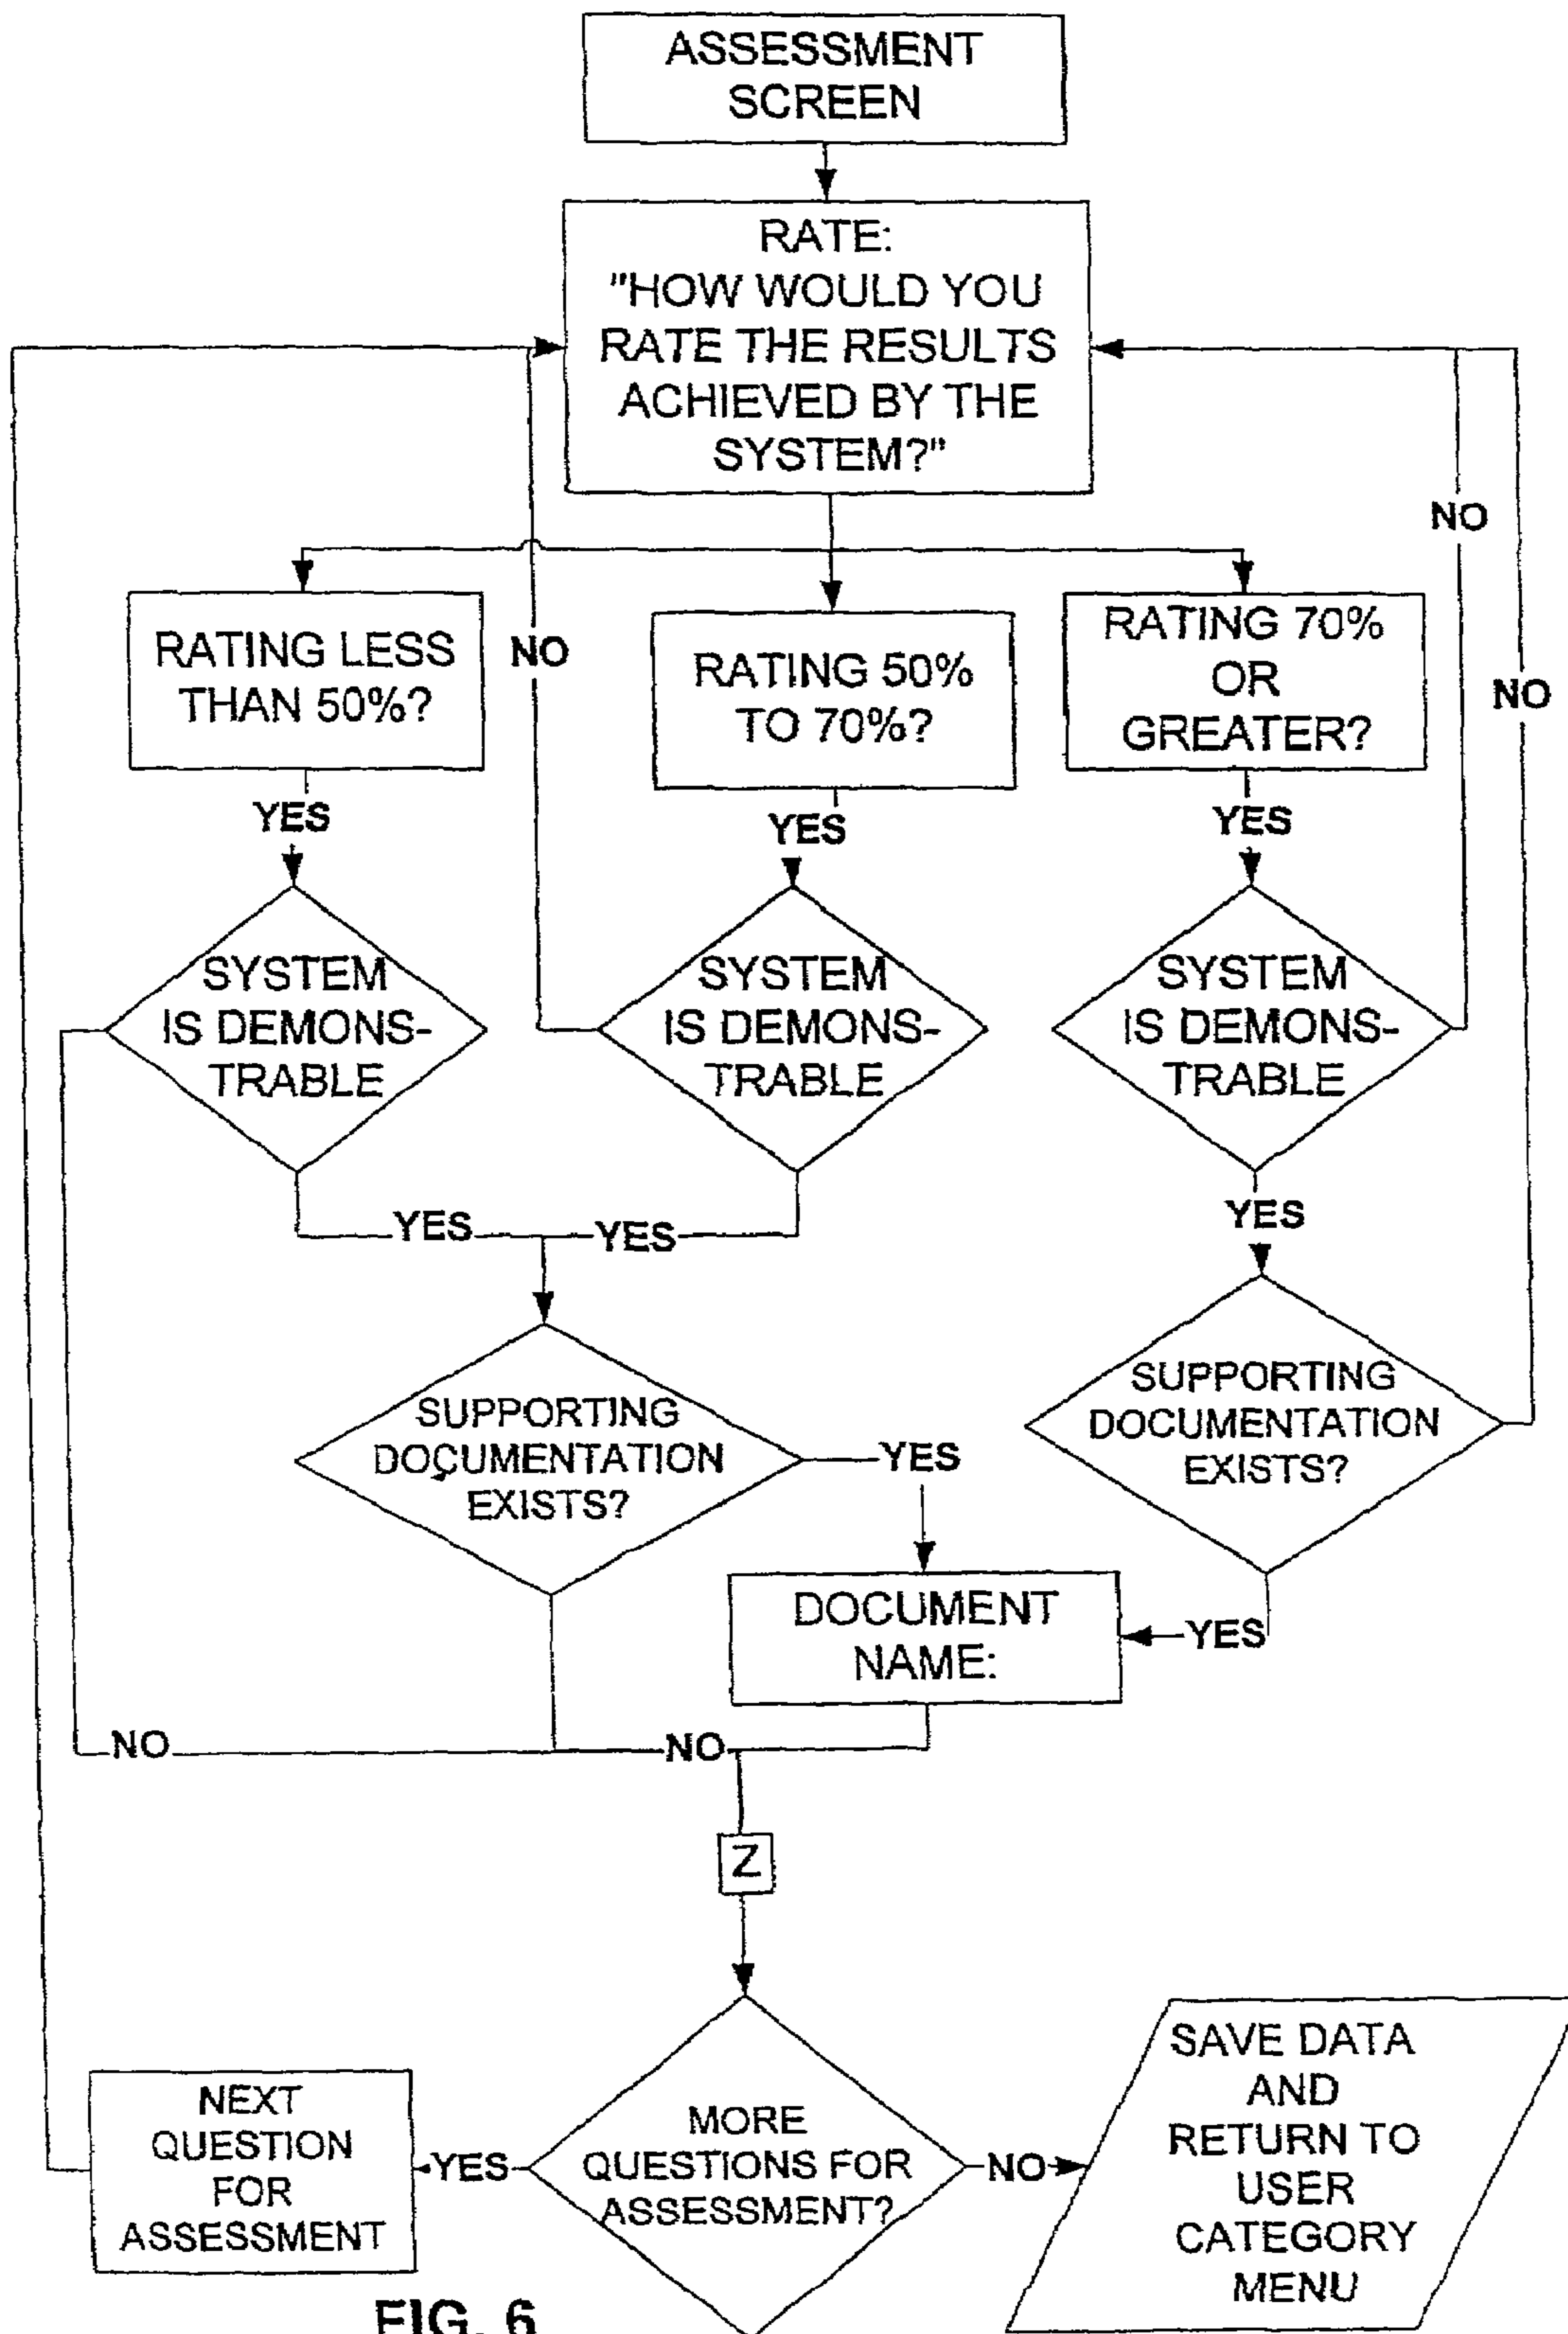 ASSESSMENT
SCREEN
RATE:
"HOW WOULD YOU
RATE THE RESULTS
ACHIEVED BY THE
SYSTEM?"
NO
RATING LESS
THAN 50%?
NO
RATING 50%
TO 70%?
RATING 70%
OR
GREATER?
NO
YES
YES
YES
SYSTEM
IS DEMONS-
TRABLE
SYSTEM
IS DEMONS-
TRABLE
SYSTEM
IS DEMONS-
TRABLE
YES
YES
YES
SUPPORTING
DOCUMENTATION
EXISTS?
YES
SUPPORTING
DOCUMENTATION
EXISTS?
DOCUMENT
NAME:
YES
NO
NO
Z
NEXT
QUESTION
FOR
ASSESSMENT
YES
MORE
QUESTIONS FOR
ASSESSMENT?
NO
SAVE DATA
AND
RETURN TO
USER
CATEGORY
MENU
FIG. 6